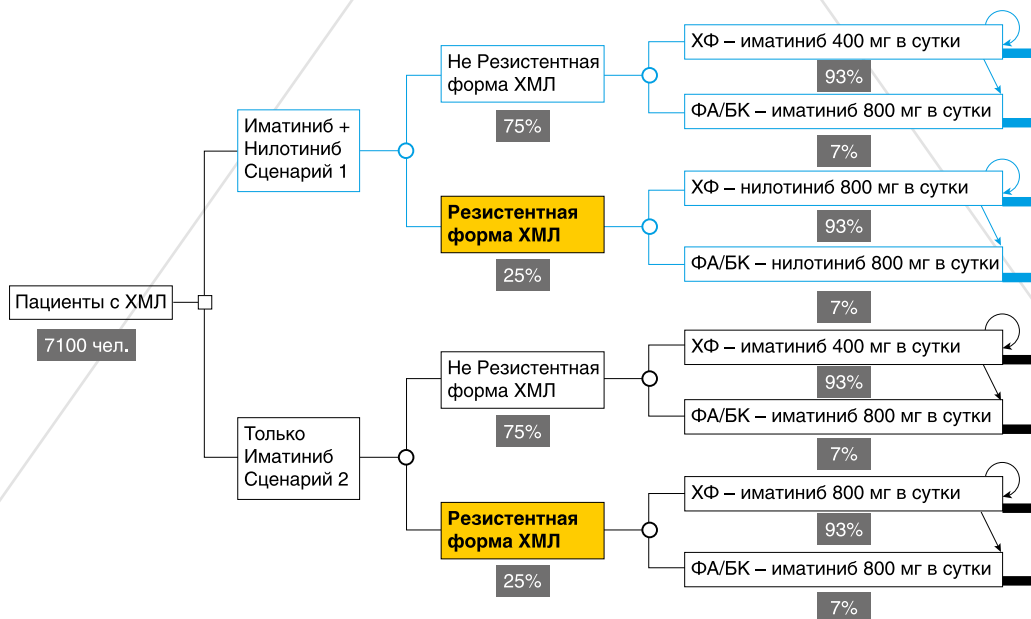 Пациенты с ХМЛ
7100 чел.
Иматиниб +
Нилотиниб
Сценарий 1
Не Резистентная
форма ХМЛ
75%
ХФ – иматиниб 400 мг в сутки
93%
ФА/БК – иматиниб 800 мг в сутки
7%
Резистентная
форма ХМЛ
25%
ХФ – нилотиниб 800 мг в сутки
93%
ФА/БК – нилотиниб 800 мг в сутки
7%
Только
Иматиниб
Сценарий 2
Не Резистентная
форма ХМЛ
75%
ХФ – иматиниб 400 мг в сутки
93%
ФА/БК – иматиниб 800 мг в сутки
7%
Резистентная
форма ХМЛ
25%
ХФ – иматиниб 800 мг в сутки
93%
ФА/БК – иматиниб 800 мг в сутки
7%